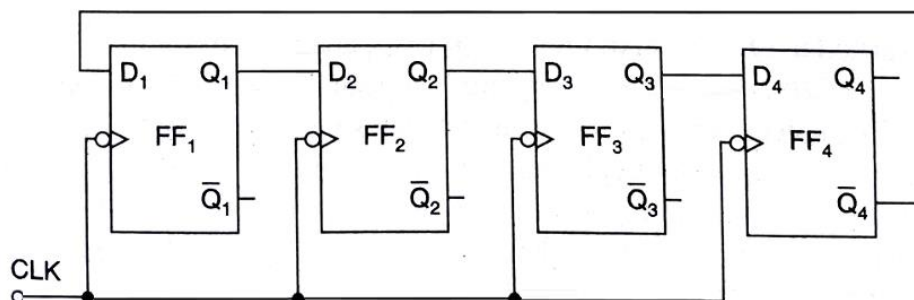 D₁ Q₁ D₂ Q₂ D₃ Q₃ D₄ Q₄
FF₁ FF₂ FF₃ FF₄
Q̅₁ Q̅₂ Q̅₃ Q̅₄
CLK